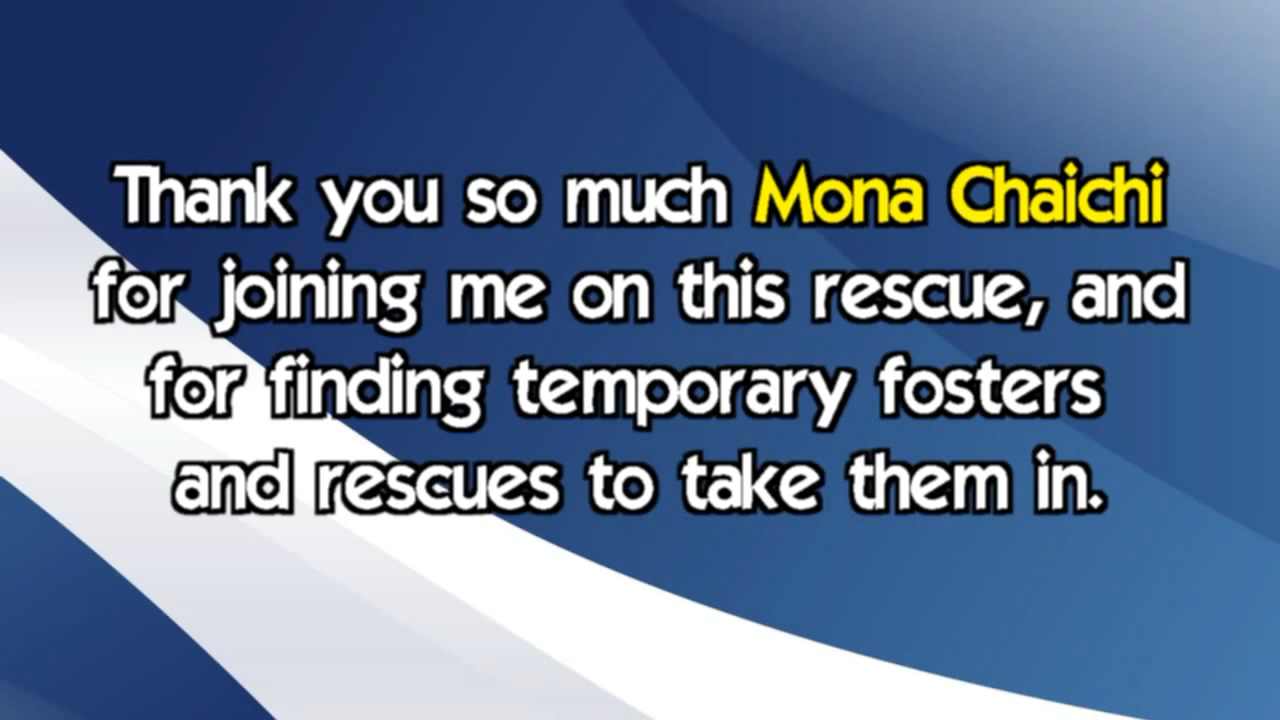 Thank you so much Mona Chaichi
for joining me on this rescue, and
for finding temporary fosters
and rescues to take them in.